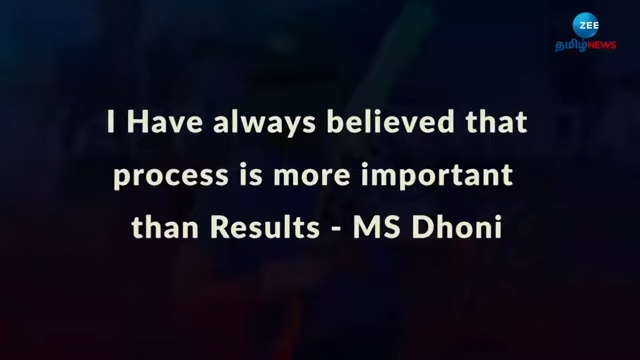 ZEE
தமிழ் NEWS
I Have always believed that
process is more important
than Results - MS Dhoni